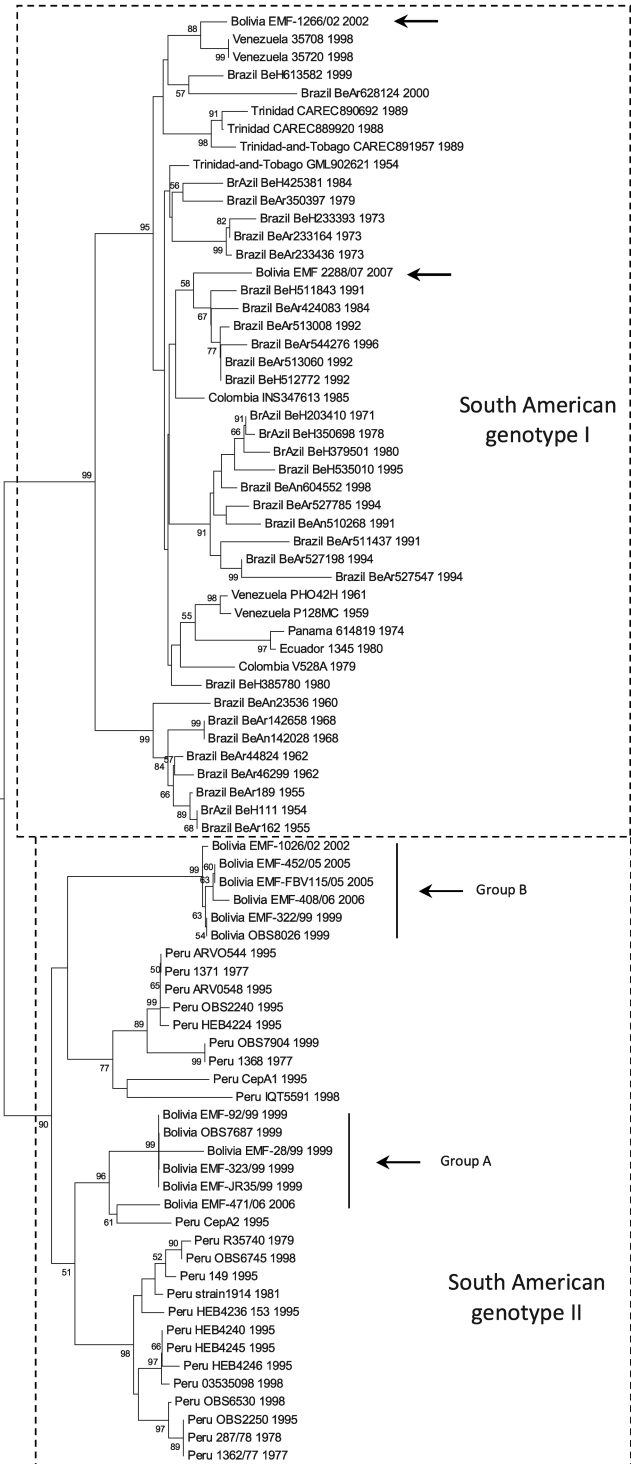 Bolivia EMF-1266/02 2002
88
Venezuela 35708 1998
Venezuela 35720 1998
99
Brazil BeH613582 1999
57
Brazil BeAr628124 2000
91
Trinidad CAREC890692 1989
Trinidad CAREC889920 1988
98
Trinidad-and-Tobago CAREC891957 1989
95
Trinidad-and-Tobago GML902621 1954
56
BrAzil BeH425381 1984
Brazil BeAr350397 1979
82
Brazil BeH233393 1973
Brazil BeAr233164 1973
99
Brazil BeAr233436 1973
Bolivia EMF 2288/07 2007
58
Brazil BeH511843 1991
67
Brazil BeAr424083 1984
Brazil BeAr513008 1992
77
Brazil BeAr544276 1996
Brazil BeAr513060 1992
Brazil BeH512772 1992
Colombia INS347613 1985
South American
genotype I
91
BrAzil BeH203410 1971
66
BrAzil BeH350698 1978
BrAzil BeH379501 1980
99
Brazil BeH535010 1995
Brazil BeAn604552 1998
Brazil BeAr527785 1994
Brazil BeAn510268 1991
91
Brazil BeAr511437 1991
Brazil BeAr527198 1994
99
Brazil BeAr527547 1994
98
Venezuela PHO42H 1961
Venezuela P128MC 1959
55
Panama 614819 1974
97
Ecuador 1345 1980
Colombia V528A 1979
Brazil BeH385780 1980
Brazil BeAn23536 1960
99
Brazil BeAr142658 1968
99
Brazil BeAn142028 1968
57
Brazil BeAr44824 1962
84
Brazil BeAr46299 1962
66
Brazil BeAr189 1955
89
BrAzil BeH111 1954
68
Brazil BeAr162 1955
Bolivia EMF-1026/02 2002
99
60
Bolivia EMF-452/05 2005
63
Bolivia EMF-FBV115/05 2005
Group B
Bolivia EMF-408/06 2006
63
Bolivia EMF-322/99 1999
54
Bolivia OBS8026 1999
Peru ARVO544 1995
50
Peru 1371 1977
65
Peru ARV0548 1995
99
Peru OBS2240 1995
89
Peru HEB4224 1995
Peru OBS7904 1999
99
Peru 1368 1977
77
Peru CepA1 1995
Peru IQT5591 1998
90
Bolivia EMF-92/99 1999
Bolivia OBS7687 1999
99
Bolivia EMF-28/99 1999
Group A
Bolivia EMF-323/99 1999
96
Bolivia EMF-JR35/99 1999
Bolivia EMF-471/06 2006
61
Peru CepA2 1995
90
Peru R35740 1979
52
Peru OBS6745 1998
51
Peru 149 1995
Peru strain1914 1981
Peru HEB4236 153 1995
South American
genotype II
Peru HEB4240 1995
66
Peru HEB4245 1995
98
97
Peru HEB4246 1995
Peru 03535098 1998
Peru OBS6530 1998
Peru OBS2250 1995
97
Peru 287/78 1978
89
Peru 1362/77 1977